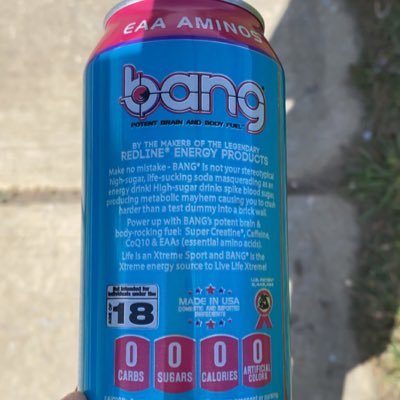 EAA AMINOS
bang
POTENT BRAIN AND BODY FUEL
BY THE MAKERS OF THE LEGENDARY
REDLINE® ENERGY PRODUCTS
Make no mistake - BANG® is not your stereotypical
high-sugar, life-sucking soda masquerading as an
energy drink! High-sugar drinks spike blood sugar
producing metabolic mayhem causing you to crash
harder than a test dummy into a brick wall.
Power up with BANG®'s potent brain &
body-rocking fuel: Super Creatine®, Caffeine,
CoQ10 & EAAs (essential amino acids).
Life is an Xtreme Sport and BANG® is the
Xtreme energy source to Live Life Xtreme!
Not intended for
individuals under the
18
MADE IN USA
DOMESTIC AND IMPORTED
INGREDIENTS
U.S. PATENT
0 CARBS
0 SUGARS
0 CALORIES
0 ARTIFICIAL COLORS